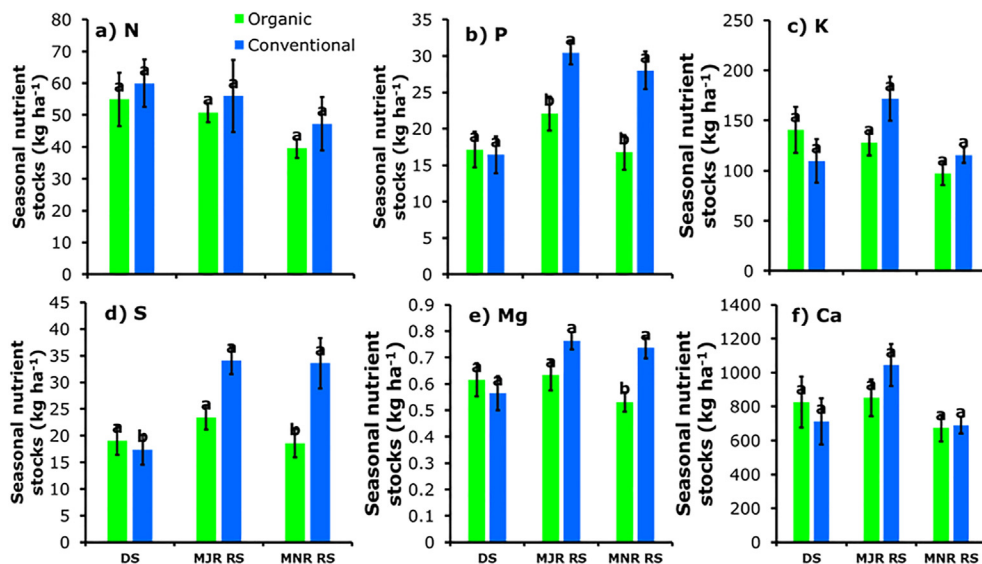 a) N
Organic
Conventional
Seasonal nutrient
stocks (kg ha⁻¹)
80
70
60
50
40
30
20
10
0
a a a a a a
b) P
Seasonal nutrient
stocks (kg ha⁻¹)
35
30
25
20
15
10
5
0
a a b a b a
c) K
Seasonal nutrient
stocks (kg ha⁻¹)
250
200
150
100
50
0
a a a a a a
d) S
Seasonal nutrient
stocks (kg ha⁻¹)
45
40
35
30
25
20
15
10
5
0
a b a a b a
DS MJR RS MNR RS
e) Mg
Seasonal nutrient
stocks (kg ha⁻¹)
0.9
0.8
0.7
0.6
0.5
0.4
0.3
0.2
0.1
0
a a a a b a
DS MJR RS MNR RS
f) Ca
Seasonal nutrient
stocks (kg ha⁻¹)
1400
1200
1000
800
600
400
200
0
a a a a a a
DS MJR RS MNR RS